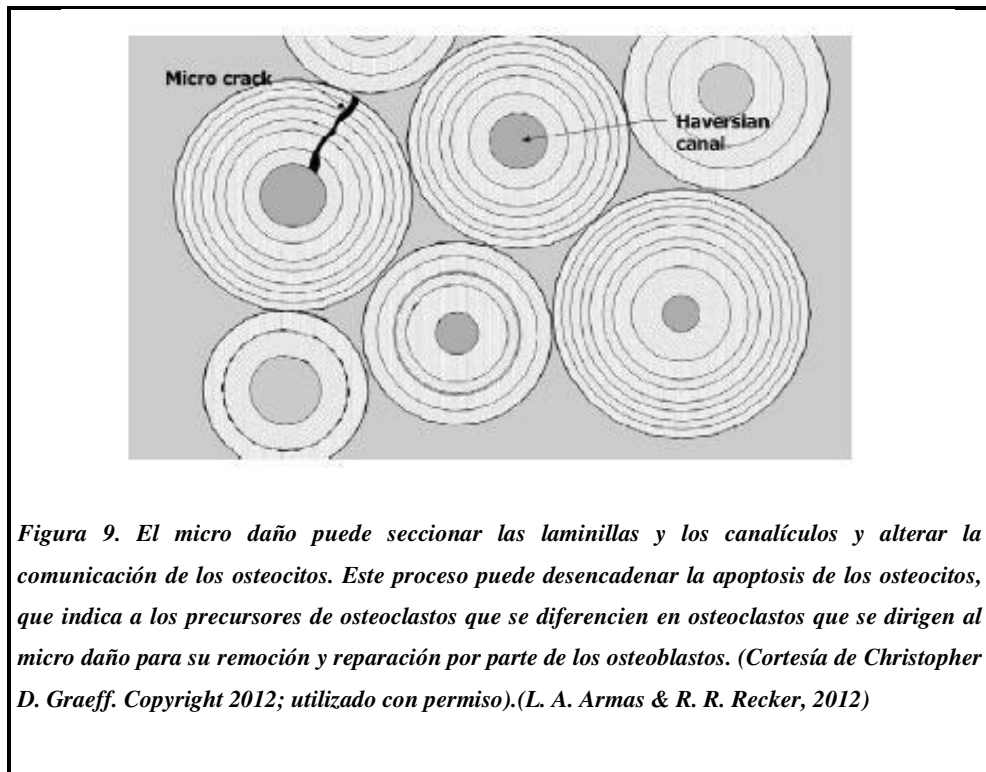 Micro crack
Haversian
canal
Figura 9. El micro daño puede seccionar las laminillas y los canalículos y alterar la
comunicación de los osteocitos. Este proceso puede desencadenar la apoptosis de los osteocitos,
que indica a los precursores de osteoclastos que se diferencien en osteoclastos que se dirigen al
micro daño para su remoción y reparación por parte de los osteoblastos. (Cortesía de Christopher
D. Graeff. Copyright 2012; utilizado con permiso).(L. A. Armas & R. R. Recker, 2012)